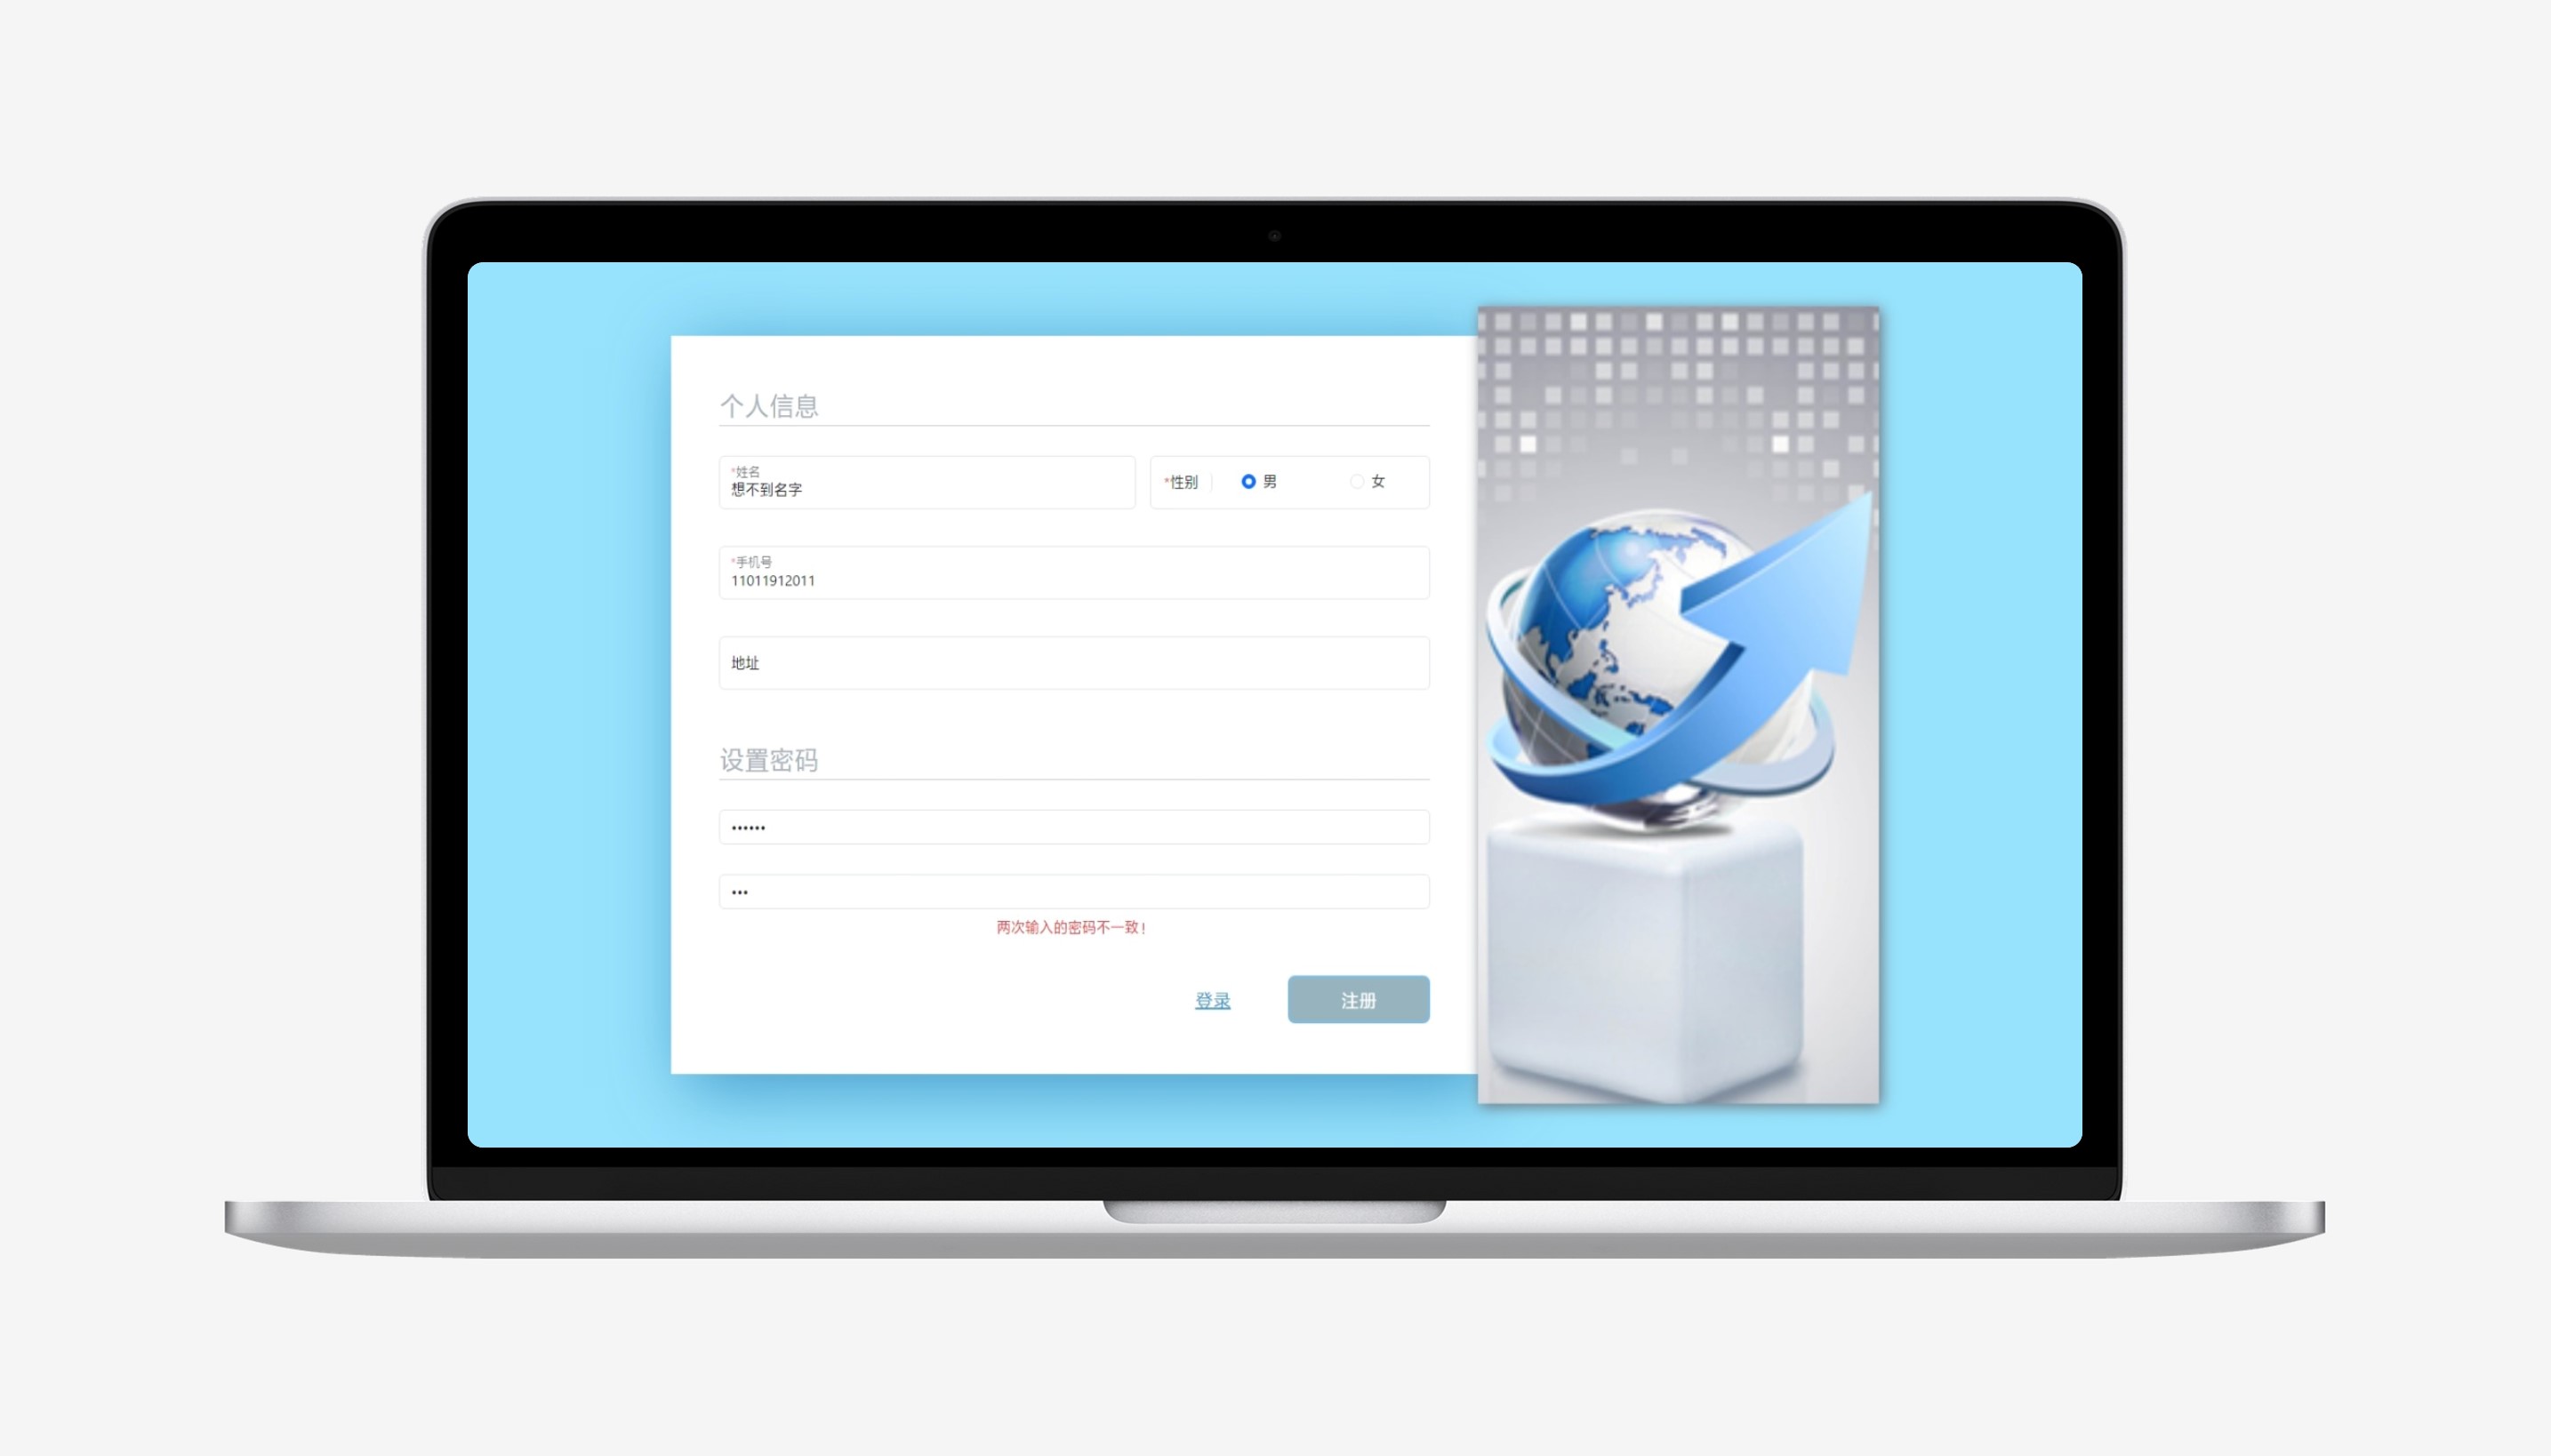 个人信息
*姓名
想不到名字
*性别 男 女
*手机号
11011912011
地址
设置密码
••••••
•••
两次输入的密码不一致!
登录 注册